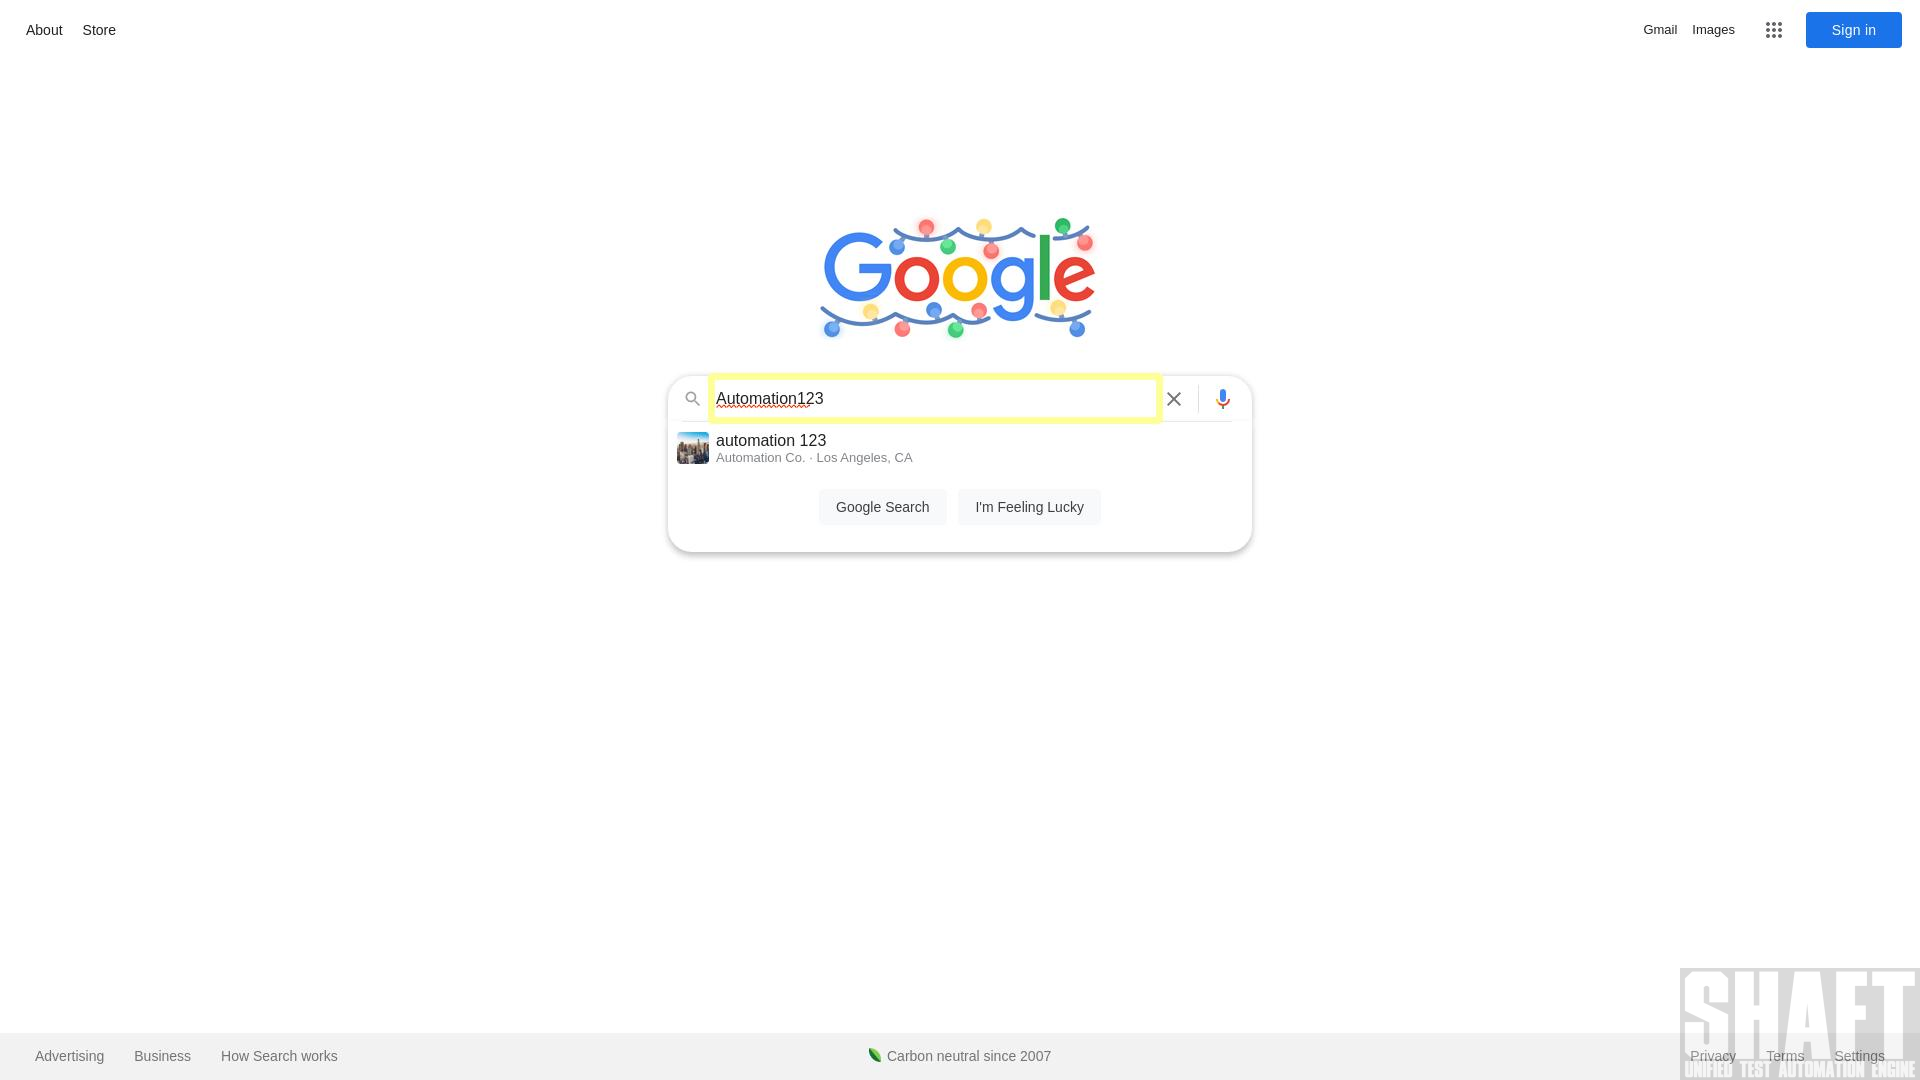 About Store
Gmail Images Sign in
Google
Automation123
automation 123
Automation Co. · Los Angeles, CA
Google Search I'm Feeling Lucky
SHAFT
UNIFIED TEST AUTOMATION ENGINE
Advertising Business How Search works Carbon neutral since 2007 Privacy Terms Settings